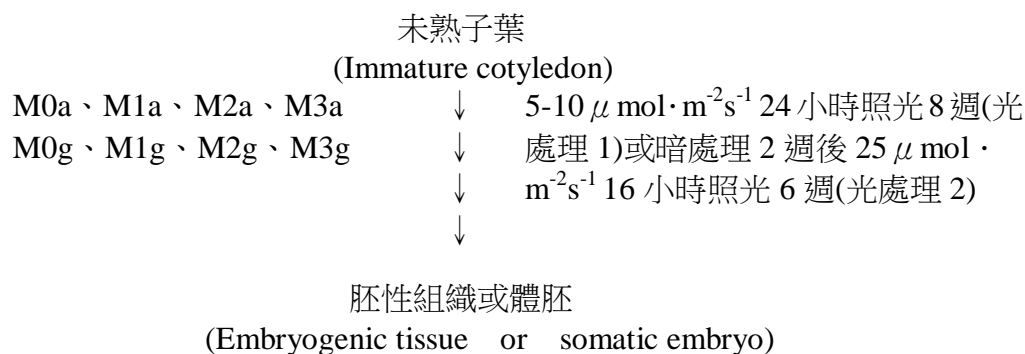 未熟子葉
(Immature cotyledon)
M0a、M1a、M2a、M3a ↓ 5-10 μ mol· m⁻²s⁻¹ 24 小時照光 8 週(光
M0g、M1g、M2g、M3g ↓ 處理 1)或暗處理 2 週後 25 μ mol ·
↓ m⁻²s⁻¹ 16 小時照光 6 週(光處理 2)
↓
胚性組織或體胚
(Embryogenic tissue or somatic embryo)